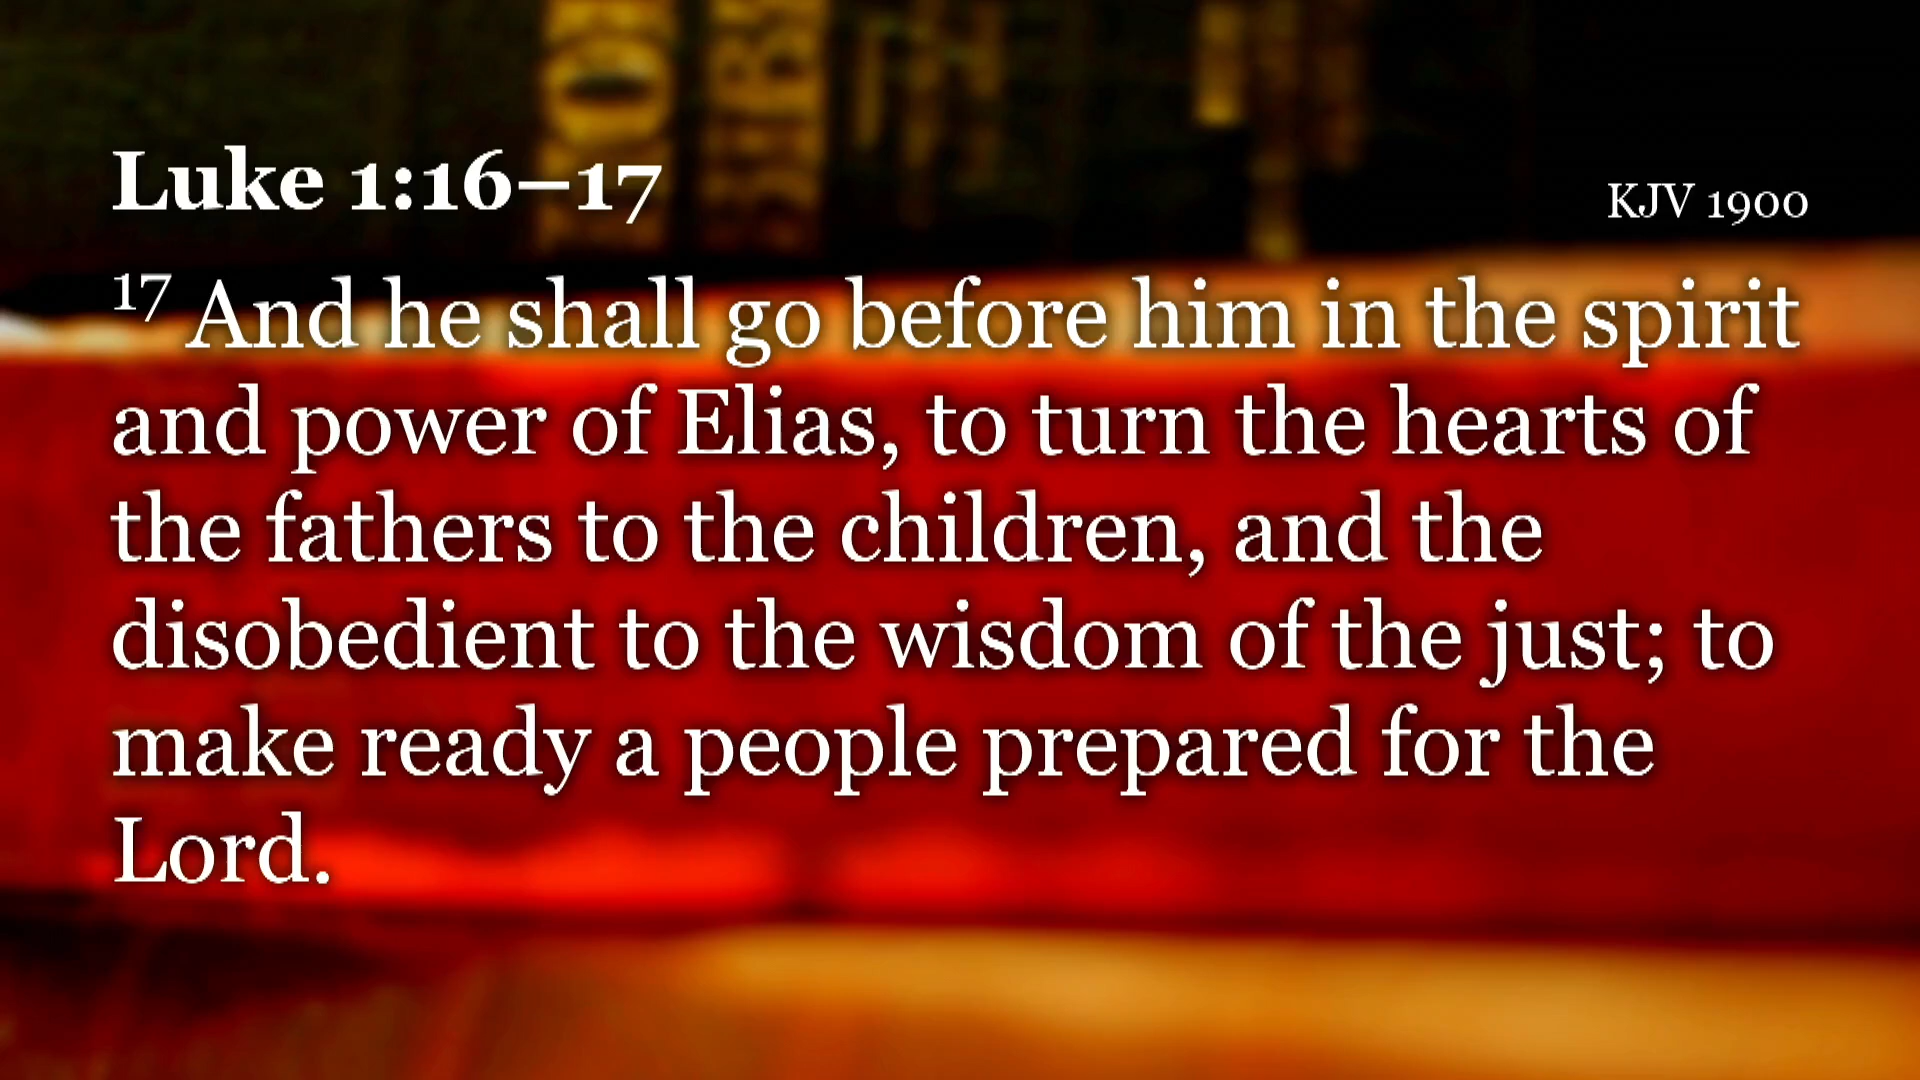 Luke 1:16–17
KJV 1900
17 And he shall go before him in the spirit
and power of Elias, to turn the hearts of
the fathers to the children, and the
disobedient to the wisdom of the just; to
make ready a people prepared for the
Lord.